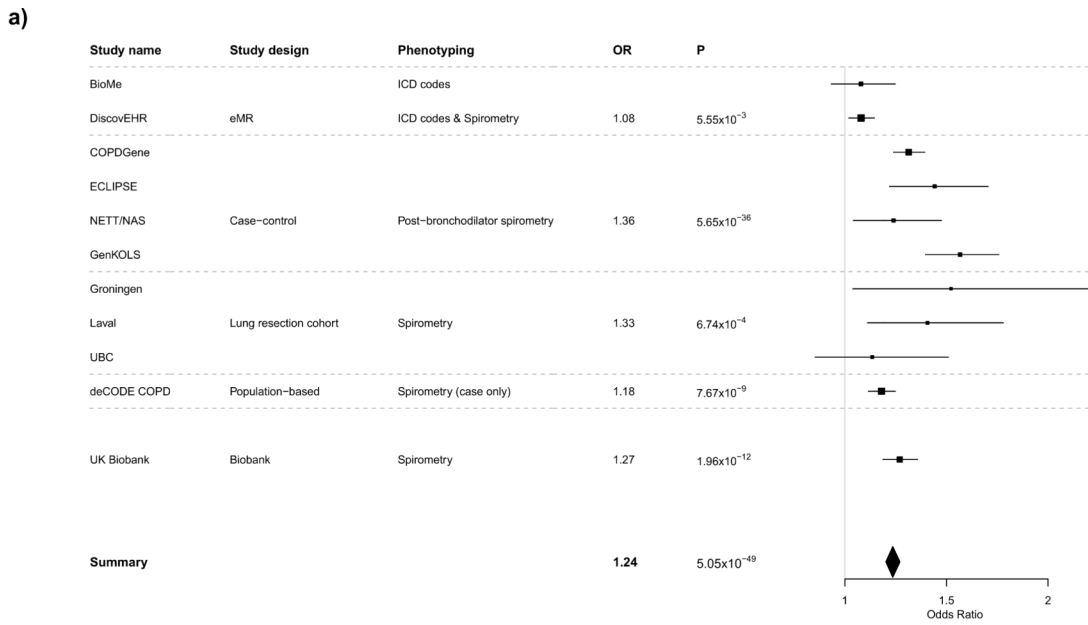 a)
Study name Study design Phenotyping OR P
BioMe ICD codes
DiscovEHR eMR ICD codes & Spirometry 1.08 5.55x10⁻³
COPDGene
ECLIPSE
NETT/NAS Case−control Post−bronchodilator spirometry 1.36 5.65x10⁻³⁶
GenKOLS
Groningen
Laval Lung resection cohort Spirometry 1.33 6.74x10⁻⁴
UBC
deCODE COPD Population−based Spirometry (case only) 1.18 7.67x10⁻⁹
UK Biobank Biobank Spirometry 1.27 1.96x10⁻¹²
Summary 1.24 5.05x10⁻⁴⁹
1 1.5 2
Odds Ratio